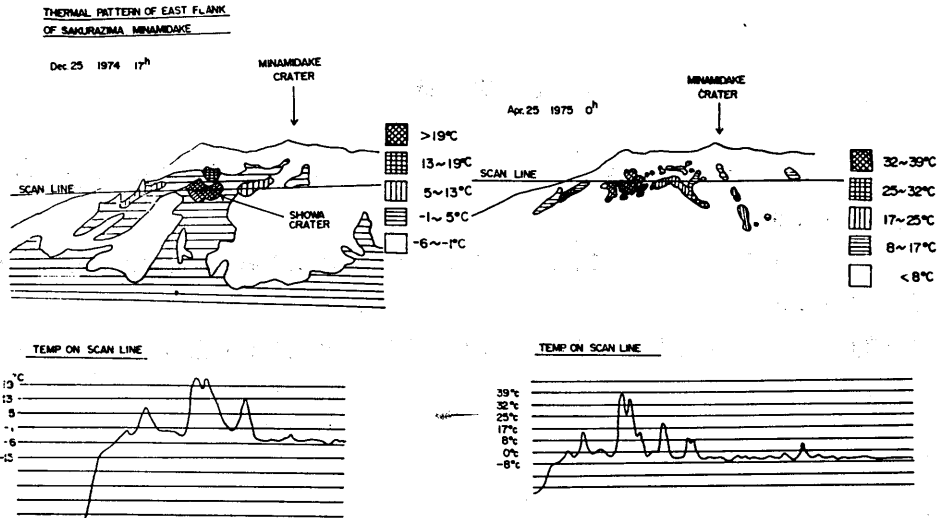 THERMAL PATTERN OF EAST FLANK
OF SAKURAZIMA MINAMIDAKE
Dec. 25 1974 17h
MINAMIDAKE
CRATER
SCAN LINE
SHOWA
CRATER
>19°C
13~19°C
5~13°C
-1~5°C
-6~-1°C
Apr. 25 1975 0h
MINAMIDAKE
CRATER
SCAN LINE
32~39°C
25~32°C
17~25°C
8~17°C
<8°C
TEMP ON SCAN LINE
°C
13
5
-1
-6
TEMP ON SCAN LINE
39°C
32°C
25°C
17°C
8°C
0°C
-8°C